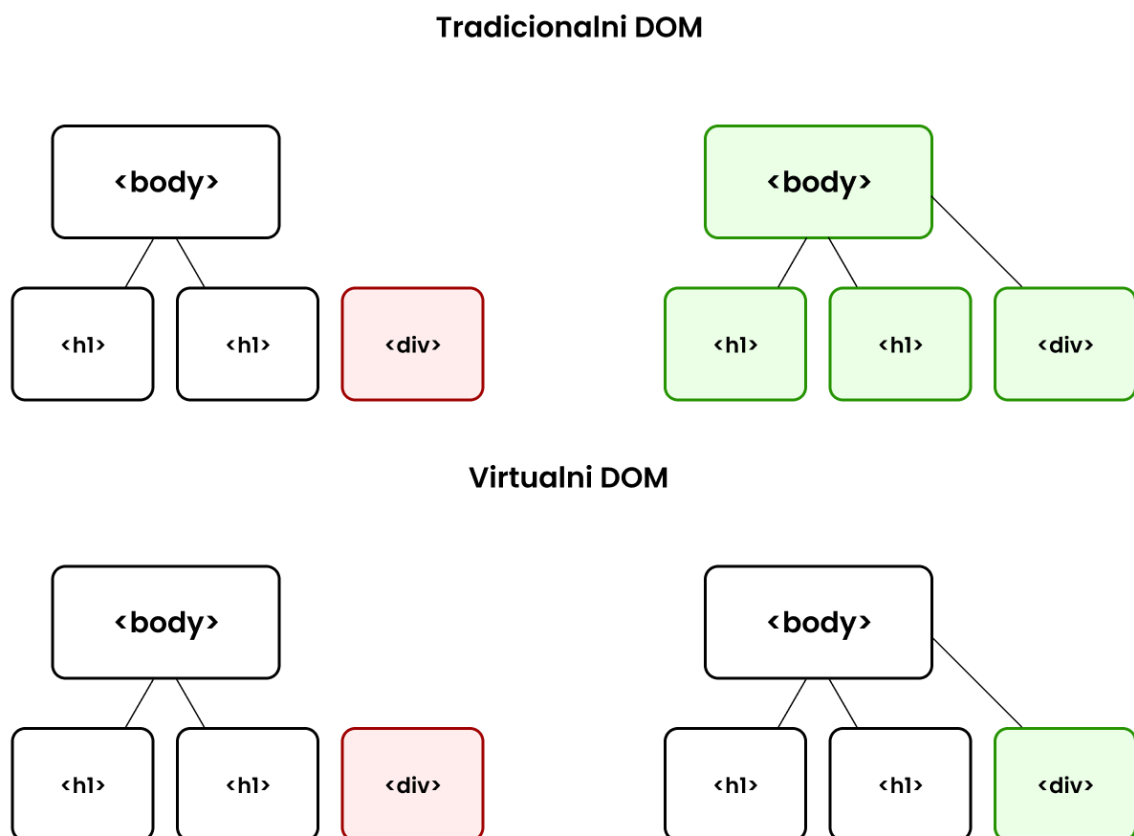 Tradicionalni DOM
<body>
<body>
<h1>
<h1>
<div>
<h1>
<h1>
<div>
Virtualni DOM
<body>
<body>
<h1>
<h1>
<div>
<h1>
<h1>
<div>